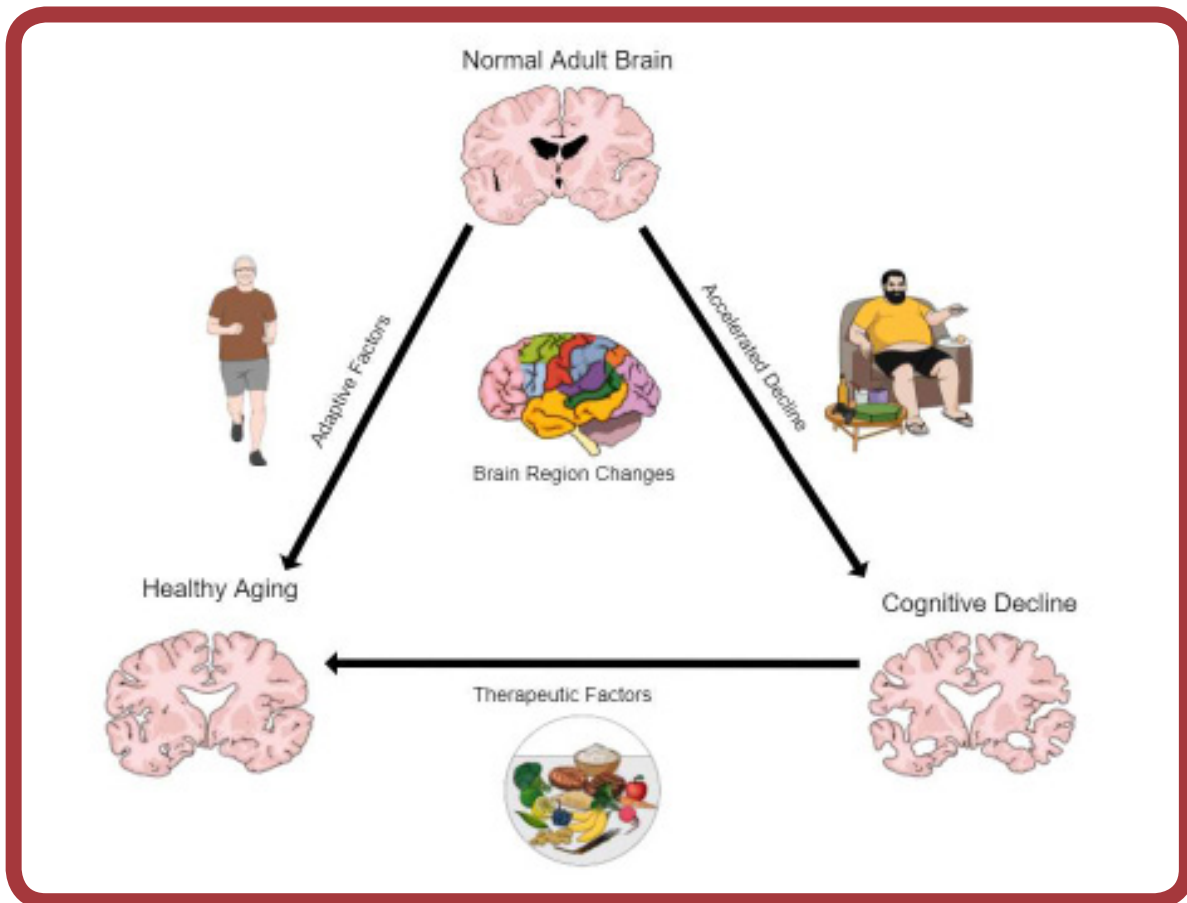 Normal Adult Brain
Adaptive Factors
Accelerated Decline
Brain Region Changes
Healthy Aging
Cognitive Decline
Therapeutic Factors